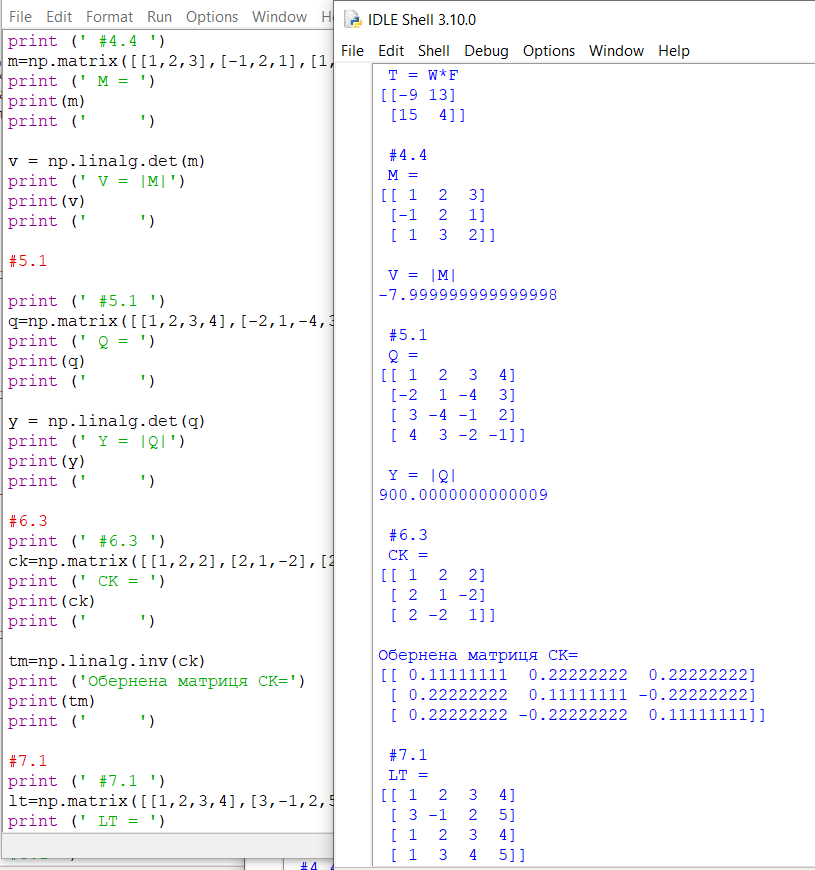 File Edit Format Run Options Window
print (' #4.4 ')
m=np.matrix([[1,2,3],[-1,2,1],[1,
print (' M = ')
print(m)
print ('     ')
v = np.linalg.det(m)
print (' V = |M|')
print(v)
print ('     ')
#5.1
print (' #5.1 ')
q=np.matrix([[1,2,3,4],[-2,1,-4,3
print (' Q = ')
print(q)
print ('     ')
y = np.linalg.det(q)
print (' Y = |Q|')
print(y)
print ('     ')
#6.3
print (' #6.3 ')
ck=np.matrix([[1,2,2],[2,1,-2],[2
print (' CK = ')
print(ck)
print ('     ')
tm=np.linalg.inv(ck)
print ('Обернена матриця CK=')
print(tm)
print ('     ')
#7.1
print (' #7.1 ')
lt=np.matrix([[1,2,3,4],[3,-1,2,5
print (' LT = ')
IDLE Shell 3.10.0
File Edit Shell Debug Options Window Help
T = W*F
[[-9 13]
[15  4]]
#4.4
M =
[[ 1  2  3]
[-1  2  1]
[ 1  3  2]]
V = |M|
-7.999999999999998
#5.1
Q =
[[ 1  2  3  4]
[-2  1 -4  3]
[ 3 -4 -1  2]
[ 4  3 -2 -1]]
Y = |Q|
900.0000000000009
#6.3
CK =
[[ 1  2  2]
[ 2  1 -2]
[ 2 -2  1]]
Обернена матриця CK=
[[ 0.11111111  0.22222222  0.22222222]
[ 0.22222222  0.11111111 -0.22222222]
[ 0.22222222 -0.22222222  0.11111111]]
#7.1
LT =
[[ 1  2  3  4]
[ 3 -1  2  5]
[ 1  2  3  4]
[ 1  3  4  5]]